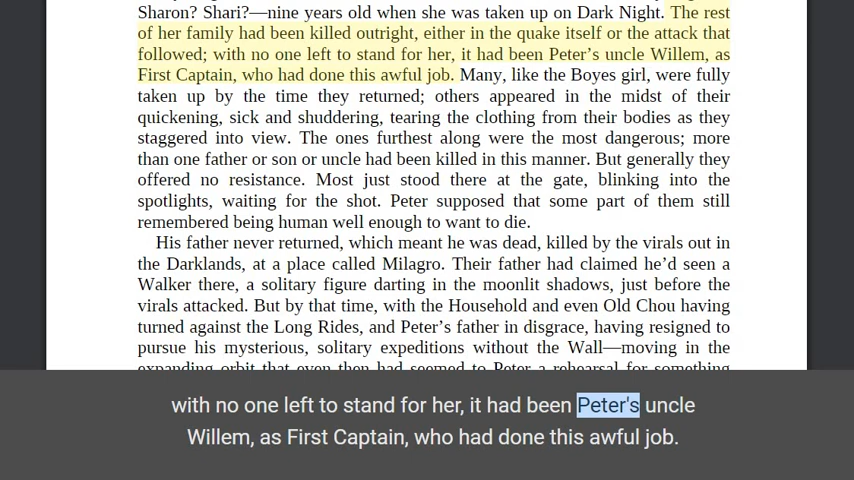 Sharon? Shari?—nine years old when she was taken up on Dark Night. The rest
of her family had been killed outright, either in the quake itself or the attack that
followed; with no one left to stand for her, it had been Peter’s uncle Willem, as
First Captain, who had done this awful job. Many, like the Boyes girl, were fully
taken up by the time they returned; others appeared in the midst of their
quickening, sick and shuddering, tearing the clothing from their bodies as they
staggered into view. The ones furthest along were the most dangerous; more
than one father or son or uncle had been killed in this manner. But generally they
offered no resistance. Most just stood there at the gate, blinking into the
spotlights, waiting for the shot. Peter supposed that some part of them still
remembered being human well enough to want to die.
His father never returned, which meant he was dead, killed by the virals out in
the Darklands, at a place called Milagro. Their father had claimed he’d seen a
Walker there, a solitary figure darting in the moonlit shadows, just before the
virals attacked. But by that time, with the Household and even Old Chou having
turned against the Long Rides, and Peter’s father in disgrace, having resigned to
pursue his mysterious, solitary expeditions without the Wall—moving in the
expanding orbit that even then had seemed to Peter a rehearsal for something
with no one left to stand for her, it had been Peter's uncle
Willem, as First Captain, who had done this awful job.